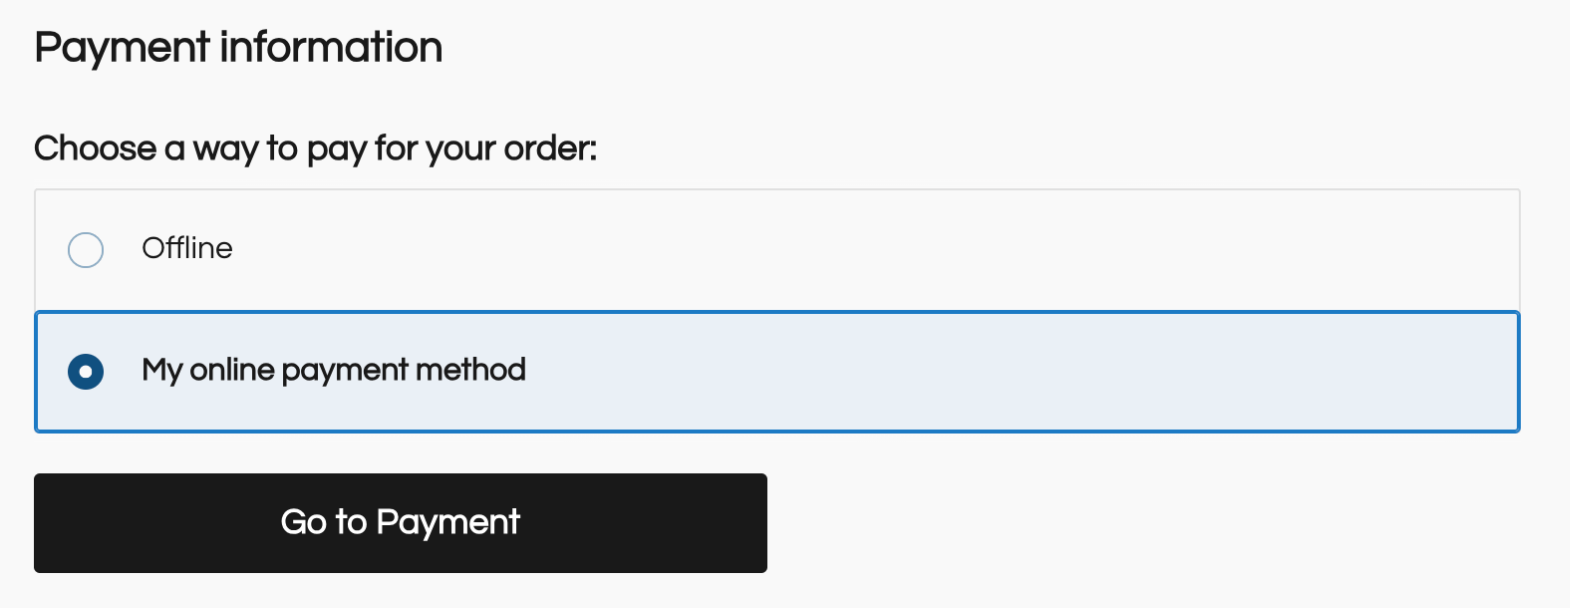 Payment information
Choose a way to pay for your order:
Offline
My online payment method
Go to Payment